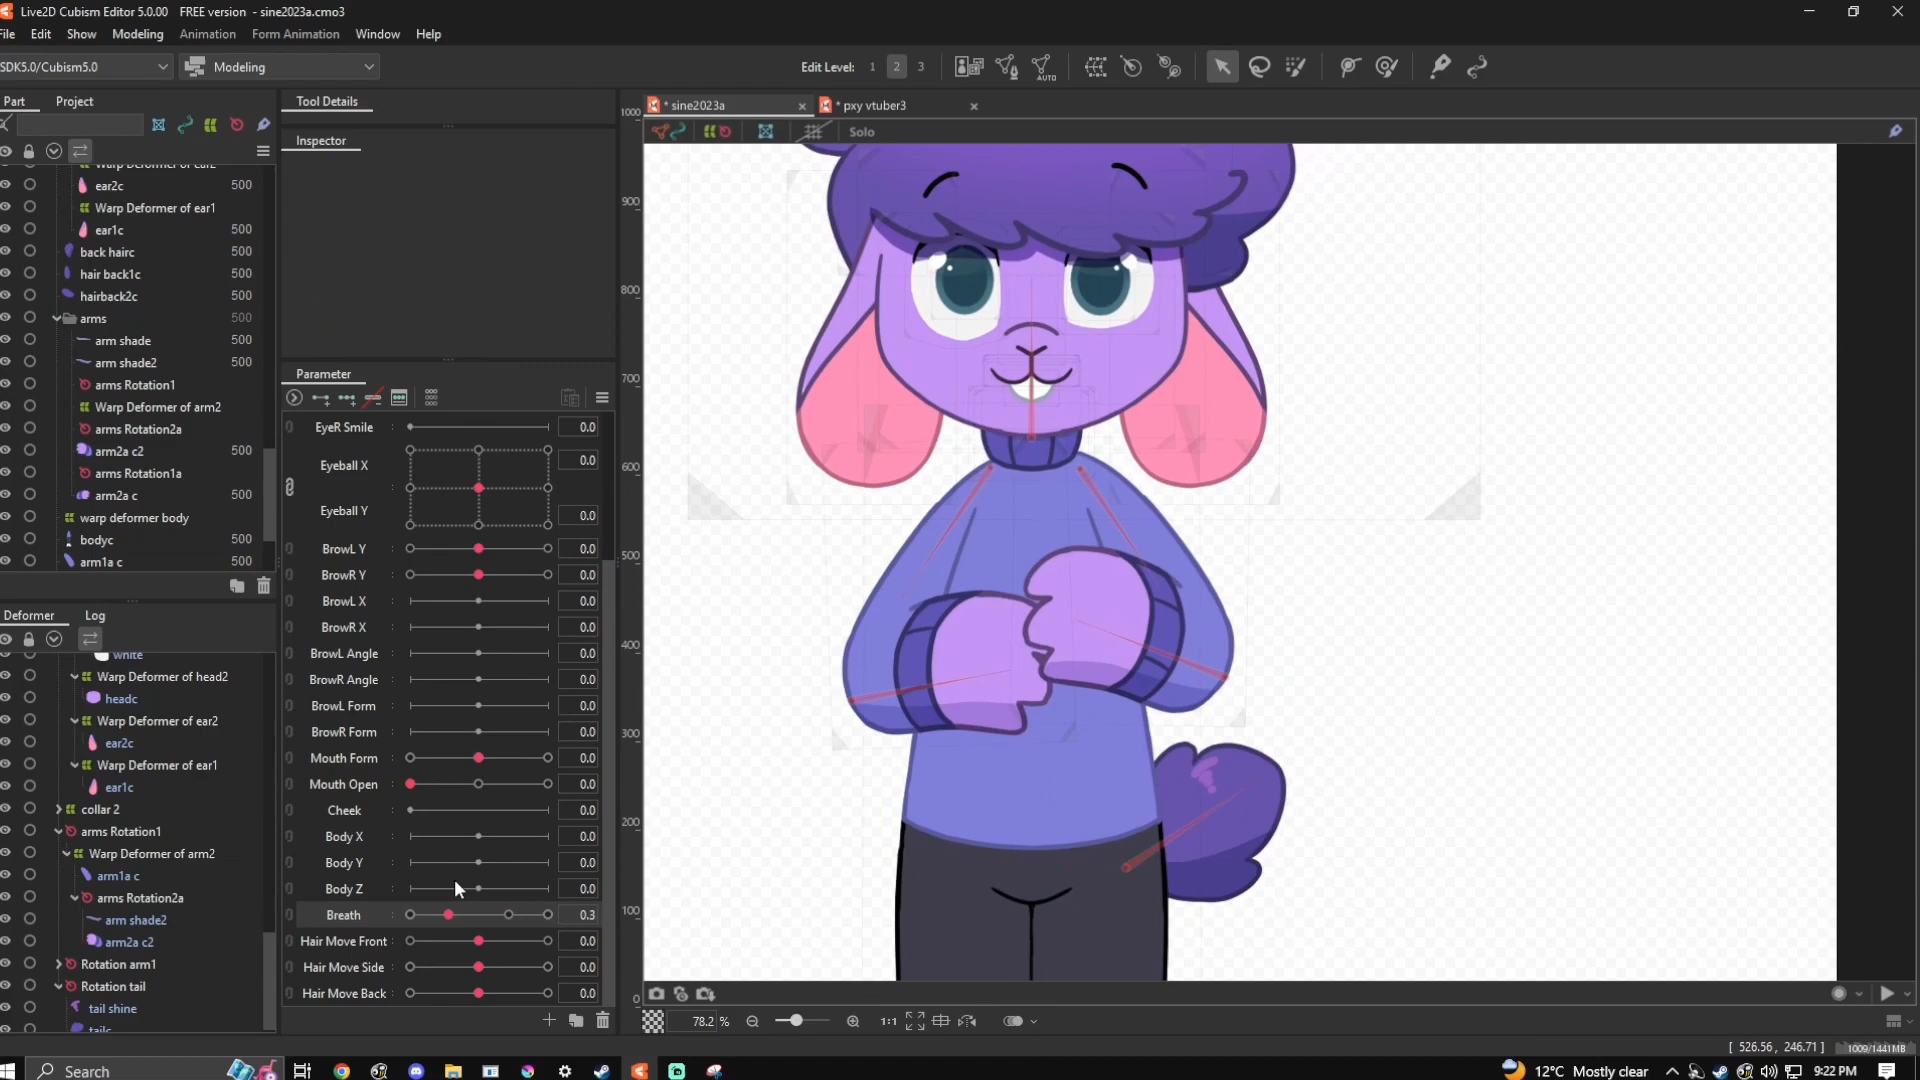 Live2D Cubism Editor 5.0.00 FREE version - sine2023a.cmo3
File Edit Show Modeling Animation Form Animation Window Help
SDK5.0/Cubism5.0 Modeling Edit Level: 1 2 3 AUTO
Part Project
Tool Details
* sine2023a
* pxy vtuber3
Solo
Inspector
Warp Deformer of ear2
ear2c 500
Warp Deformer of ear1
ear1c 500
back hairc 500
hair back1c 500
hairback2c 500
arms 500
arm shade 500
arm shade2 500
arms Rotation1
Warp Deformer of arm2
arms Rotation2a
arm2a c2 500
arms Rotation1a
arm2a c 500
warp deformer body
bodyc 500
arm1a c 500
Deformer Log
white
Warp Deformer of head2
headc
Warp Deformer of ear2
ear2c
Warp Deformer of ear1
ear1c
collar 2
arms Rotation1
Warp Deformer of arm2
arm1a c
arms Rotation2a
arm shade2
arm2a c2
Rotation arm1
Rotation tail
tail shine
tailc
Parameter
EyeR Smile : 0.0
Eyeball X 0.0
:
Eyeball Y 0.0
BrowL Y : 0.0
BrowR Y : 0.0
BrowL X : 0.0
BrowR X : 0.0
BrowL Angle : 0.0
BrowR Angle : 0.0
BrowL Form : 0.0
BrowR Form : 0.0
Mouth Form : 0.0
Mouth Open : 0.0
Cheek : 0.0
Body X : 0.0
Body Y : 0.0
Body Z : 0.0
Breath : 0.3
Hair Move Front : 0.0
Hair Move Side : 0.0
Hair Move Back : 0.0
1000
900
800
700
600
500
400
300
200
100
0
78.2 % 1:1
[ 526.56, 246.71 ] 1009/1441MB
Search
12°C Mostly clear
9:22 PM